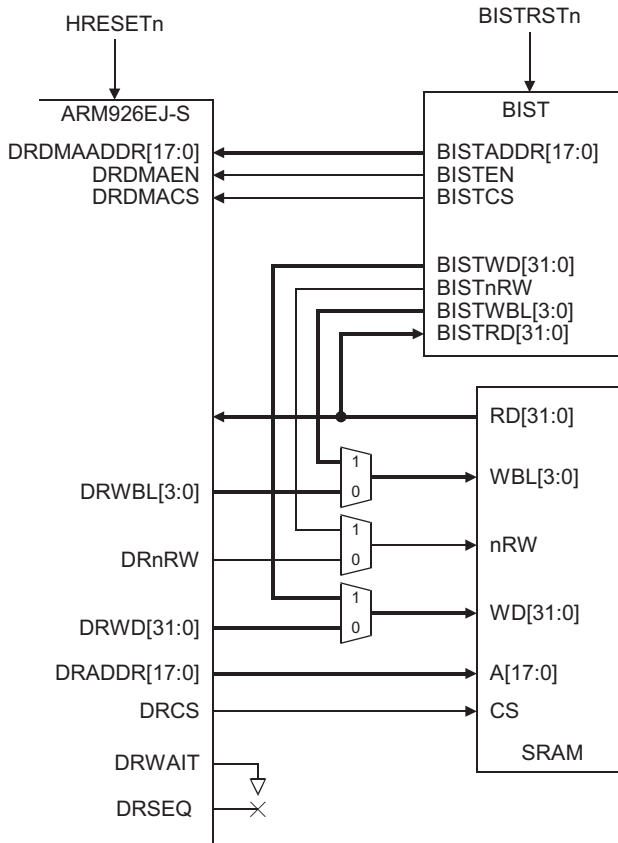 HRESETn
BISTRSTn
ARM926EJ-S
BIST
DRDMAADDR[17:0]
BISTADDR[17:0]
DRDMAEN
BISTEN
DRDMACS
BISTCS
BISTWD[31:0]
BISTnRW
BISTWBL[3:0]
BISTRD[31:0]
RD[31:0]
1
WBL[3:0]
DRWBL[3:0]
0
1
nRW
DRnRW
0
1
WD[31:0]
DRWD[31:0]
0
DRADDR[17:0]
A[17:0]
DRCS
CS
SRAM
DRWAIT
DRSEQ